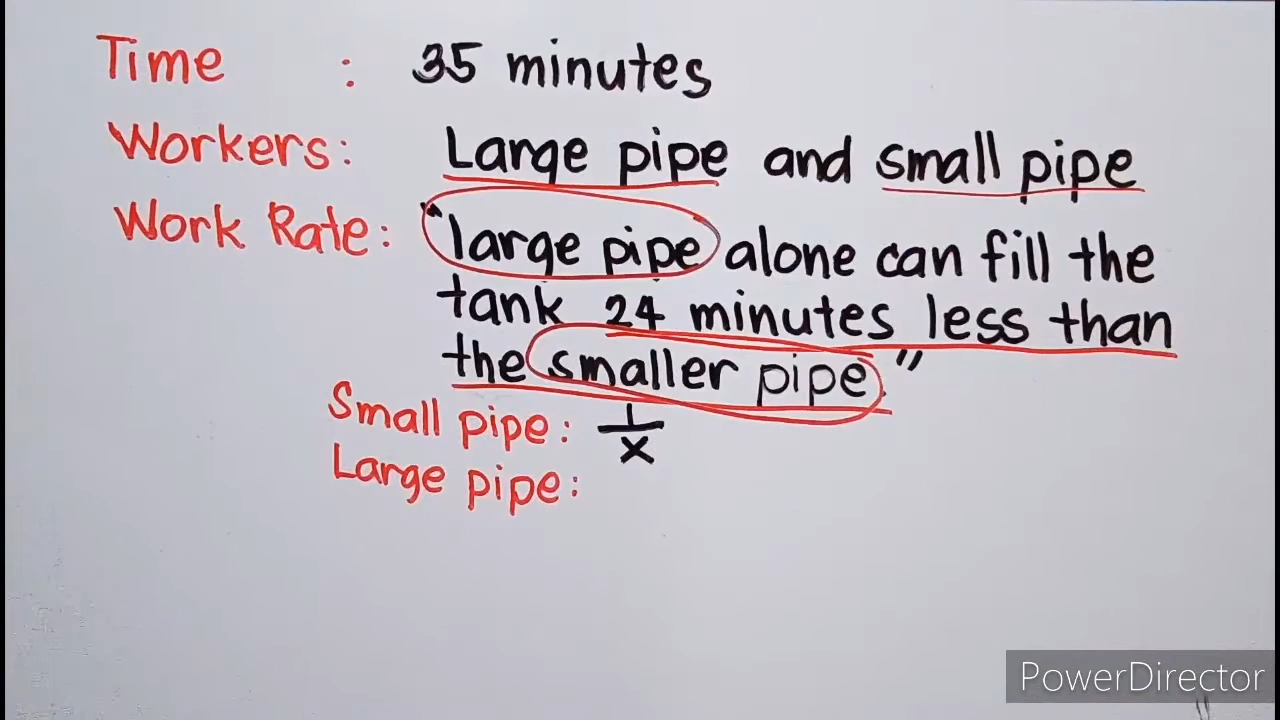 Time : 35 minutes
Workers: Large pipe and small pipe
Work Rate: "large pipe alone can fill the
tank 24 minutes less than
the smaller pipe."
Small pipe: 1/x
Large pipe:
PowerDirector